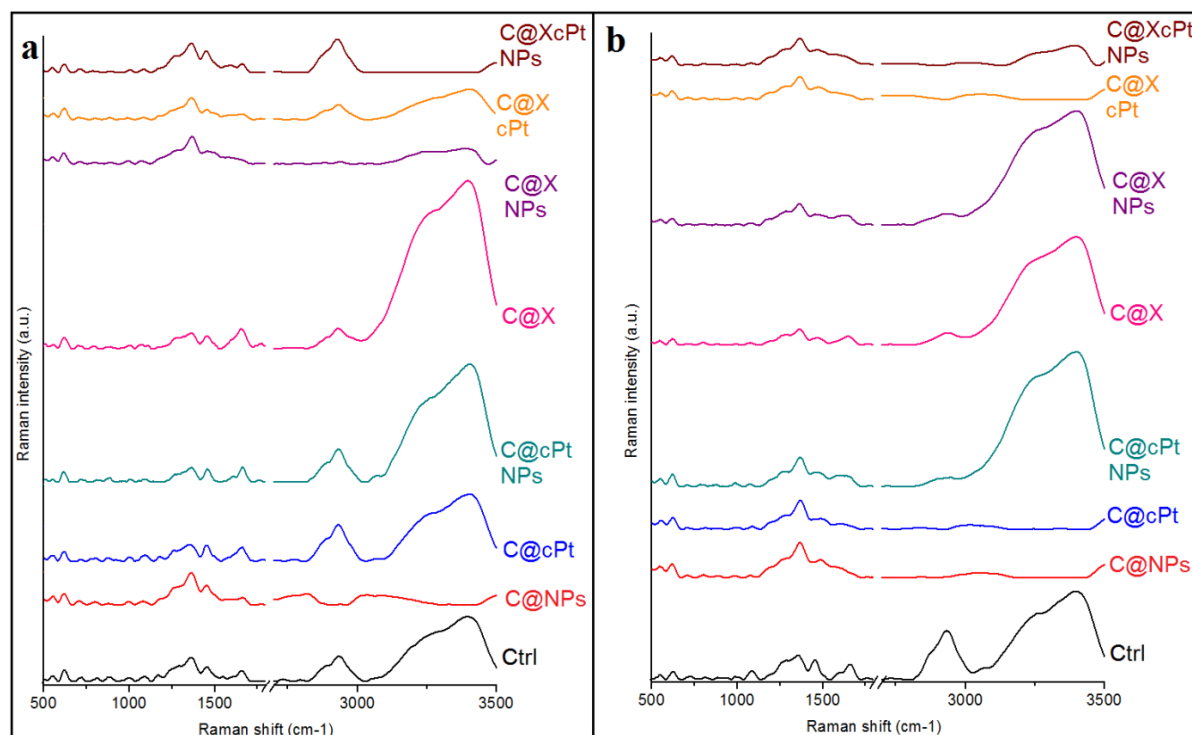 a
C@XcPt
NPs
C@X
cPt
C@X
NPs
C@X
C@cPt
NPs
C@cPt
C@NPs
Ctrl
Raman intensity (a.u.)
500 1000 1500 3000 3500
Raman shift (cm-1)
b
C@XcPt
NPs
C@X
cPt
C@X
NPs
C@X
C@cPt
NPs
C@cPt
C@NPs
Ctrl
Raman intensity (a.u.)
500 1000 1500 3000 3500
Raman shift (cm-1)